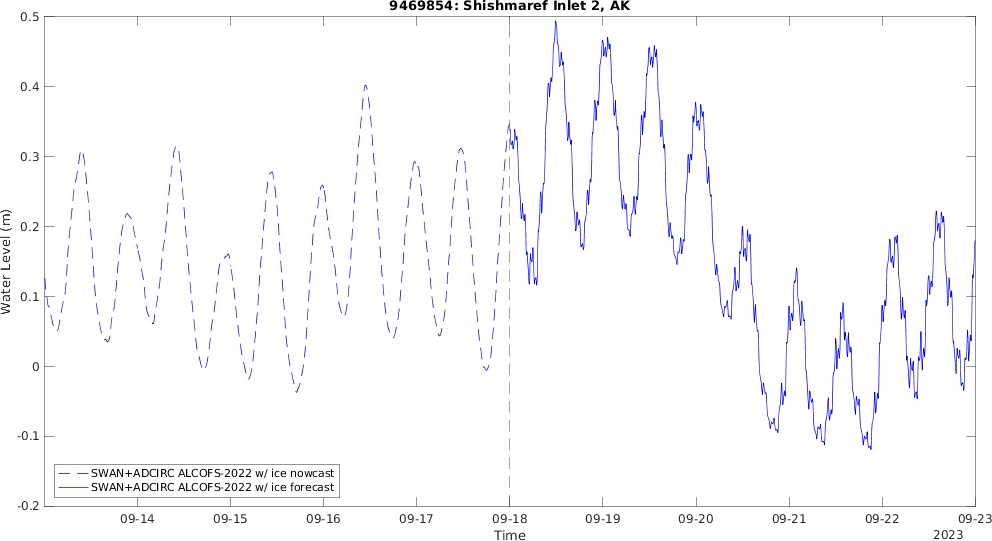 9469854: Shishmaref Inlet 2, AK
0.5
0.4
0.3
0.2
0.1
0
-0.1
-0.2
Water Level (m)
SWAN+ADCIRC ALCOFS-2022 w/ ice nowcast
SWAN+ADCIRC ALCOFS-2022 w/ ice forecast
09-14 09-15 09-16 09-17 09-18 09-19 09-20 09-21 09-22 09-23
Time
2023